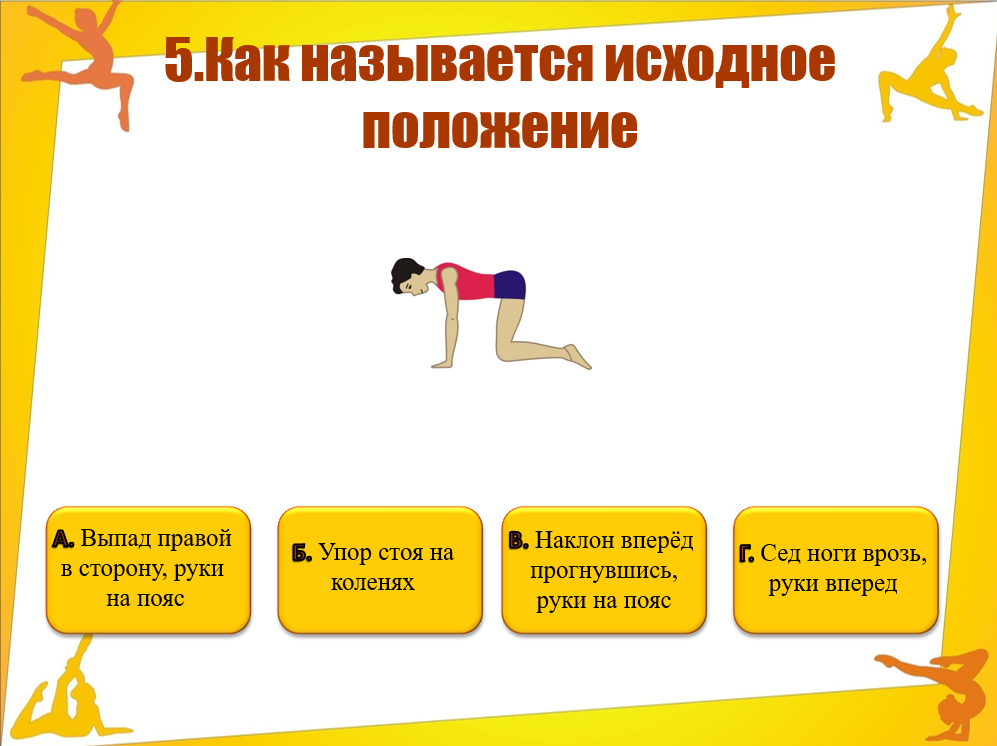 5.Как называется исходное
положение
А. Выпад правой
в сторону, руки
на пояс
Б. Упор стоя на
коленях
В. Наклон вперёд
прогнувшись,
руки на пояс
Г. Сед ноги врозь,
руки вперед